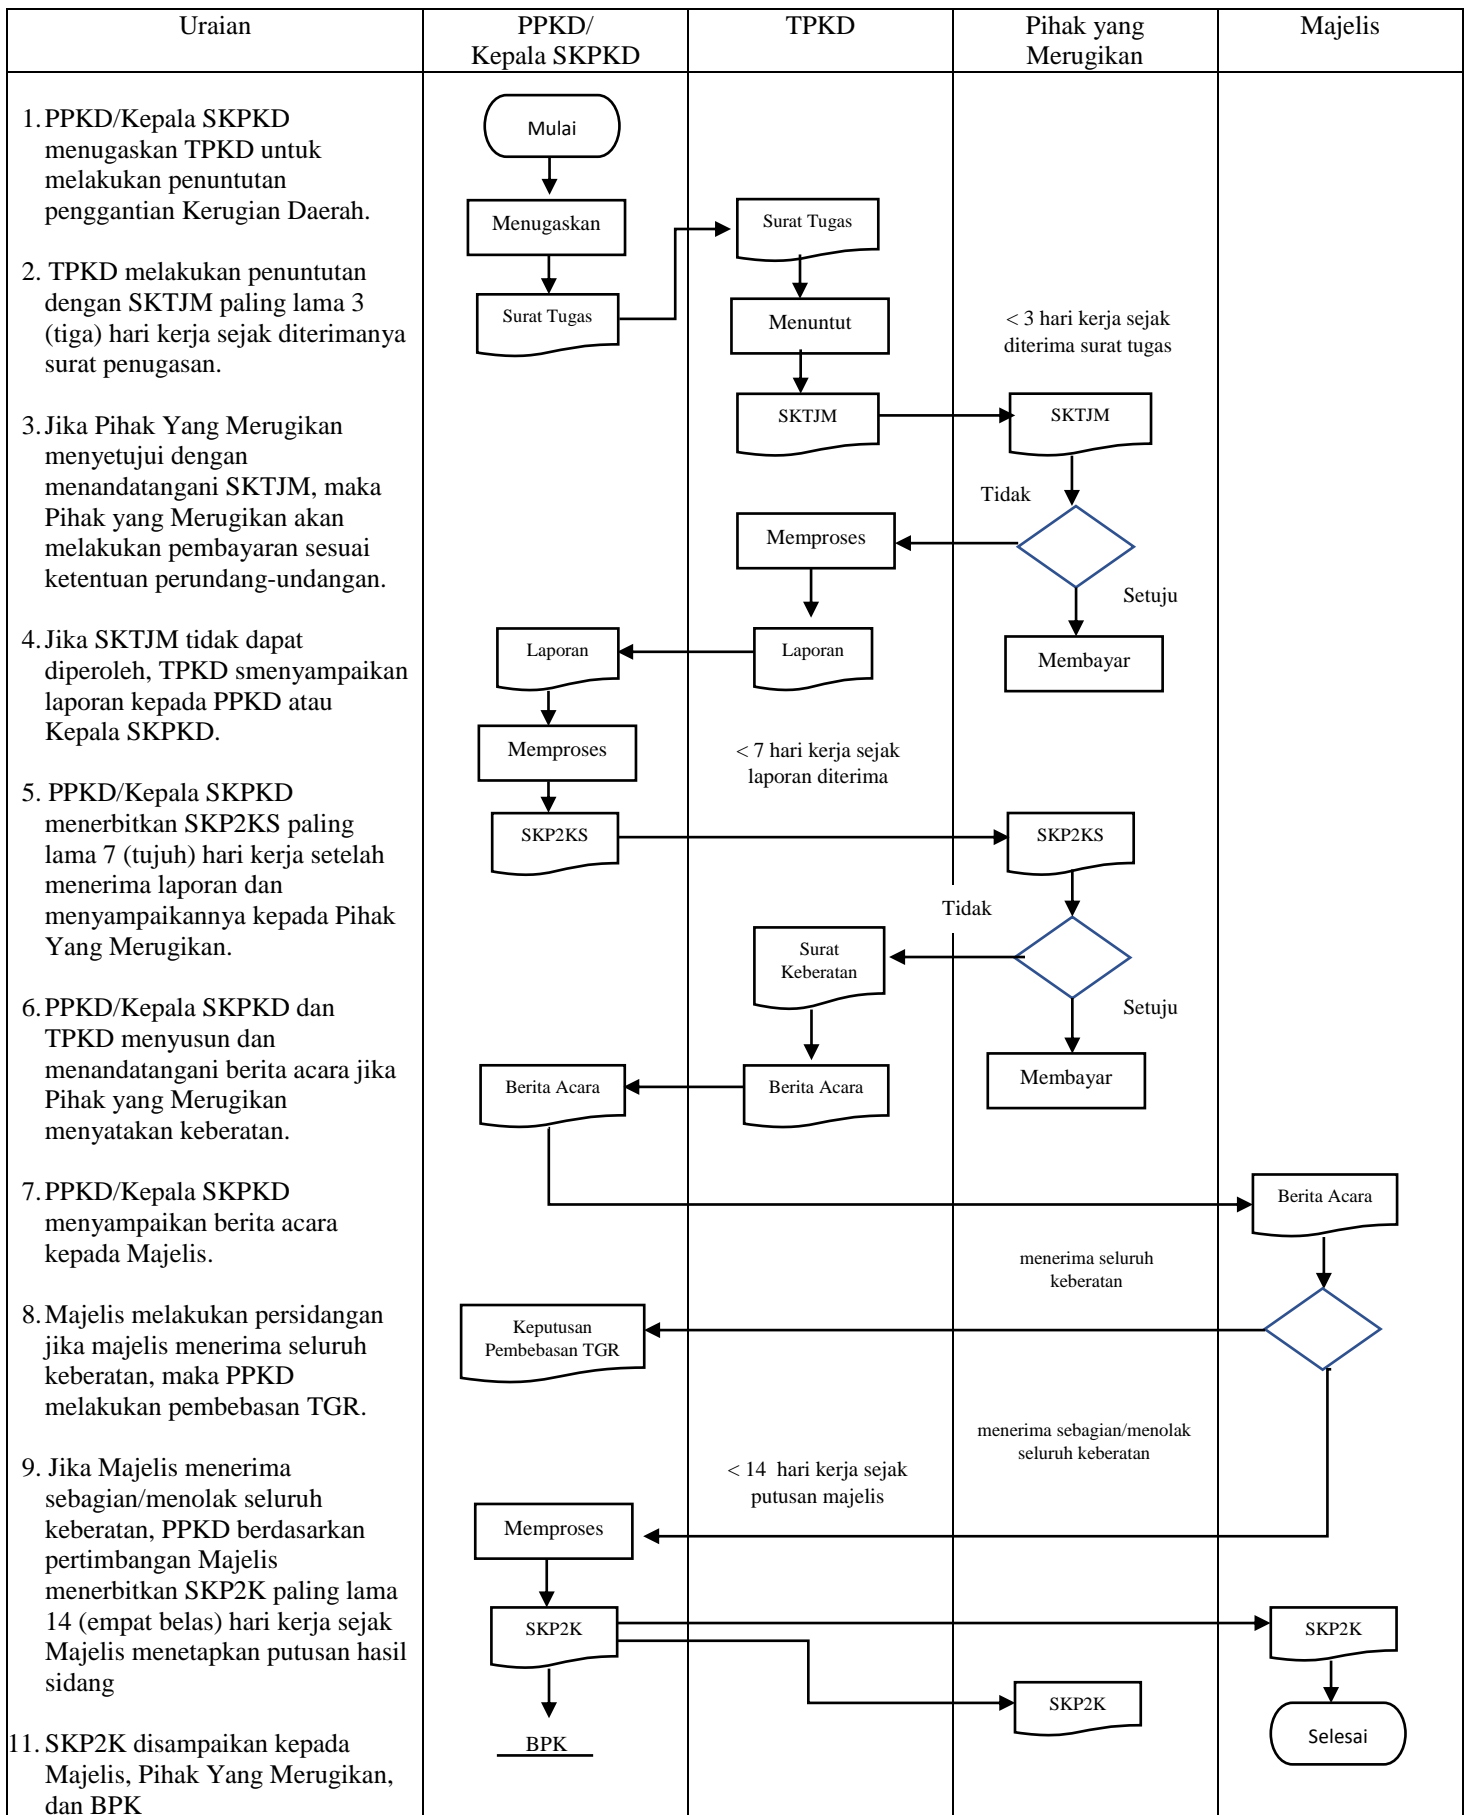 Uraian
PPKD/
Kepala SKPKD
TPKD
Pihak yang
Merugikan
Majelis
1. PPKD/Kepala SKPKD
menugaskan TPKD untuk
melakukan penuntutan
penggantian Kerugian Daerah.
2. TPKD melakukan penuntutan
dengan SKTJM paling lama 3
(tiga) hari kerja sejak diterimanya
surat penugasan.
3. Jika Pihak Yang Merugikan
menyetujui dengan
menandatangani SKTJM, maka
Pihak yang Merugikan akan
melakukan pembayaran sesuai
ketentuan perundang-undangan.
4. Jika SKTJM tidak dapat
diperoleh, TPKD smenyampaikan
laporan kepada PPKD atau
Kepala SKPKD.
5. PPKD/Kepala SKPKD
menerbitkan SKP2KS paling
lama 7 (tujuh) hari kerja setelah
menerima laporan dan
menyampaikannya kepada Pihak
Yang Merugikan.
6. PPKD/Kepala SKPKD dan
TPKD menyusun dan
menandatangani berita acara jika
Pihak yang Merugikan
menyatakan keberatan.
7. PPKD/Kepala SKPKD
menyampaikan berita acara
kepada Majelis.
8. Majelis melakukan persidangan
jika majelis menerima seluruh
keberatan, maka PPKD
melakukan pembebasan TGR.
9. Jika Majelis menerima
sebagian/menolak seluruh
keberatan, PPKD berdasarkan
pertimbangan Majelis
menerbitkan SKP2K paling lama
14 (empat belas) hari kerja sejak
Majelis menetapkan putusan hasil
sidang
11. SKP2K disampaikan kepada
Majelis, Pihak Yang Merugikan,
dan BPK
Mulai
Menugaskan
Surat Tugas
Surat Tugas
Menuntut
< 3 hari kerja sejak
diterima surat tugas
SKTJM
SKTJM
Tidak
Memproses
Setuju
Laporan
Laporan
Membayar
Memproses
< 7 hari kerja sejak
laporan diterima
SKP2KS
SKP2KS
Tidak
Surat
Keberatan
Setuju
Berita Acara
Berita Acara
Membayar
Berita Acara
menerima seluruh
keberatan
Keputusan
Pembebasan TGR
menerima sebagian/menolak
seluruh keberatan
< 14 hari kerja sejak
putusan majelis
Memproses
SKP2K
SKP2K
SKP2K
BPK
Selesai